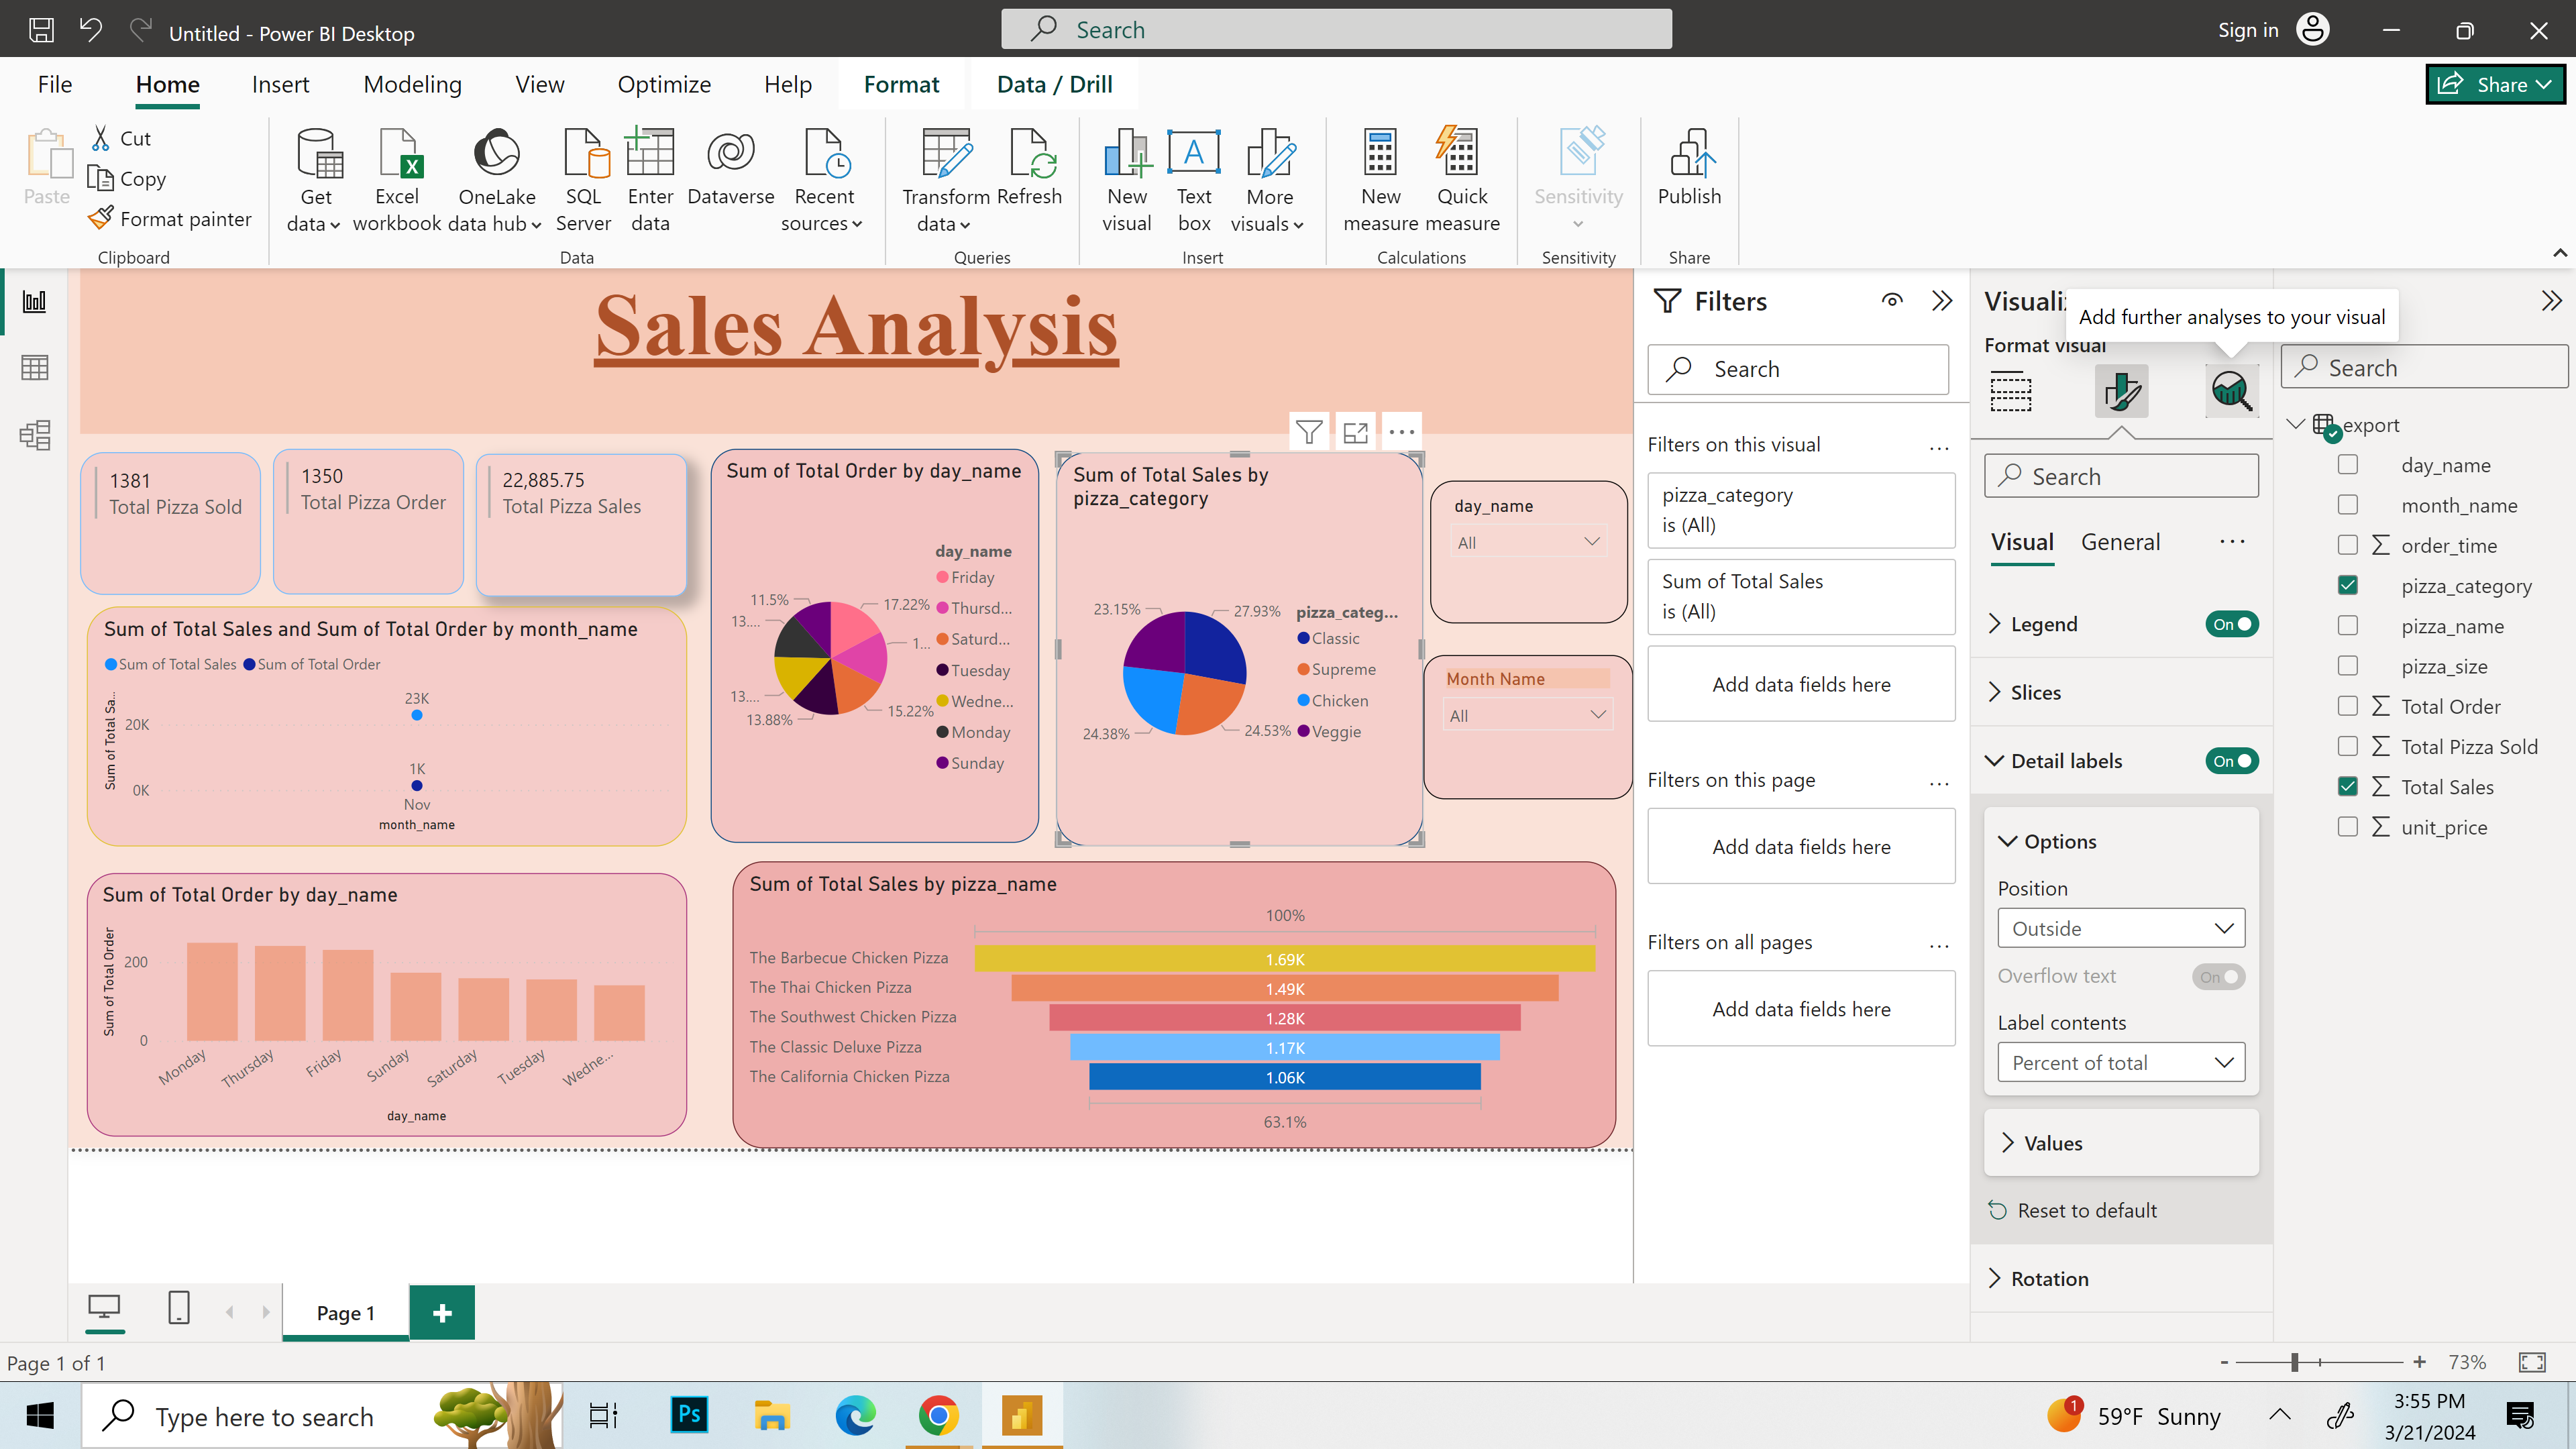 Untitled - Power BI Desktop
Search
Sign in
File Home Insert Modeling View Optimize Help Format Data / Drill
Share
Paste
Cut
Copy
Format painter
Clipboard
Get data
Excel workbook
OneLake data hub
SQL Server
Enter data
Dataverse
Recent sources
Data
Transform data
Refresh
Queries
New visual
Text box
More visuals
Insert
New measure
Quick measure
Calculations
Sensitivity
Sensitivity
Publish
Share
Sales Analysis
1381
Total Pizza Sold
1350
Total Pizza Order
22,885.75
Total Pizza Sales
Sum of Total Order by day_name
11.5%
13....
13....
13.88%
17.22%
1...
15.22%
day_name
Friday
Thursd...
Saturd...
Tuesday
Wedne...
Monday
Sunday
Sum of Total Sales by
pizza_category
23.15%
27.93%
24.38%
24.53%
pizza_categ...
Classic
Supreme
Chicken
Veggie
day_name
All
Month Name
All
Sum of Total Sales and Sum of Total Order by month_name
Sum of Total Sales Sum of Total Order
Sum of Total Sa...
20K
0K
23K
1K
Nov
month_name
Sum of Total Order by day_name
Sum of Total Order
200
0
Monday
Thursday
Friday
Sunday
Saturday
Tuesday
Wedne...
day_name
Sum of Total Sales by pizza_name
100%
The Barbecue Chicken Pizza 1.69K
The Thai Chicken Pizza 1.49K
The Southwest Chicken Pizza 1.28K
The Classic Deluxe Pizza 1.17K
The California Chicken Pizza 1.06K
63.1%
Filters
Search
Filters on this visual ...
pizza_category
is (All)
Sum of Total Sales
is (All)
Add data fields here
Filters on this page ...
Add data fields here
Filters on all pages ...
Add data fields here
Visuali
Add further analyses to your visual
Format visual
Search
Visual General ...
Legend On
Slices
Detail labels On
Options
Position
Outside
Overflow text On
Label contents
Percent of total
Values
Reset to default
Rotation
Search
export
day_name
month_name
∑ order_time
pizza_category
pizza_name
pizza_size
∑ Total Order
∑ Total Pizza Sold
∑ Total Sales
∑ unit_price
Page 1
+
Page 1 of 1
- + 73%
Type here to search
Ps
1
59°F Sunny
3:55 PM
3/21/2024